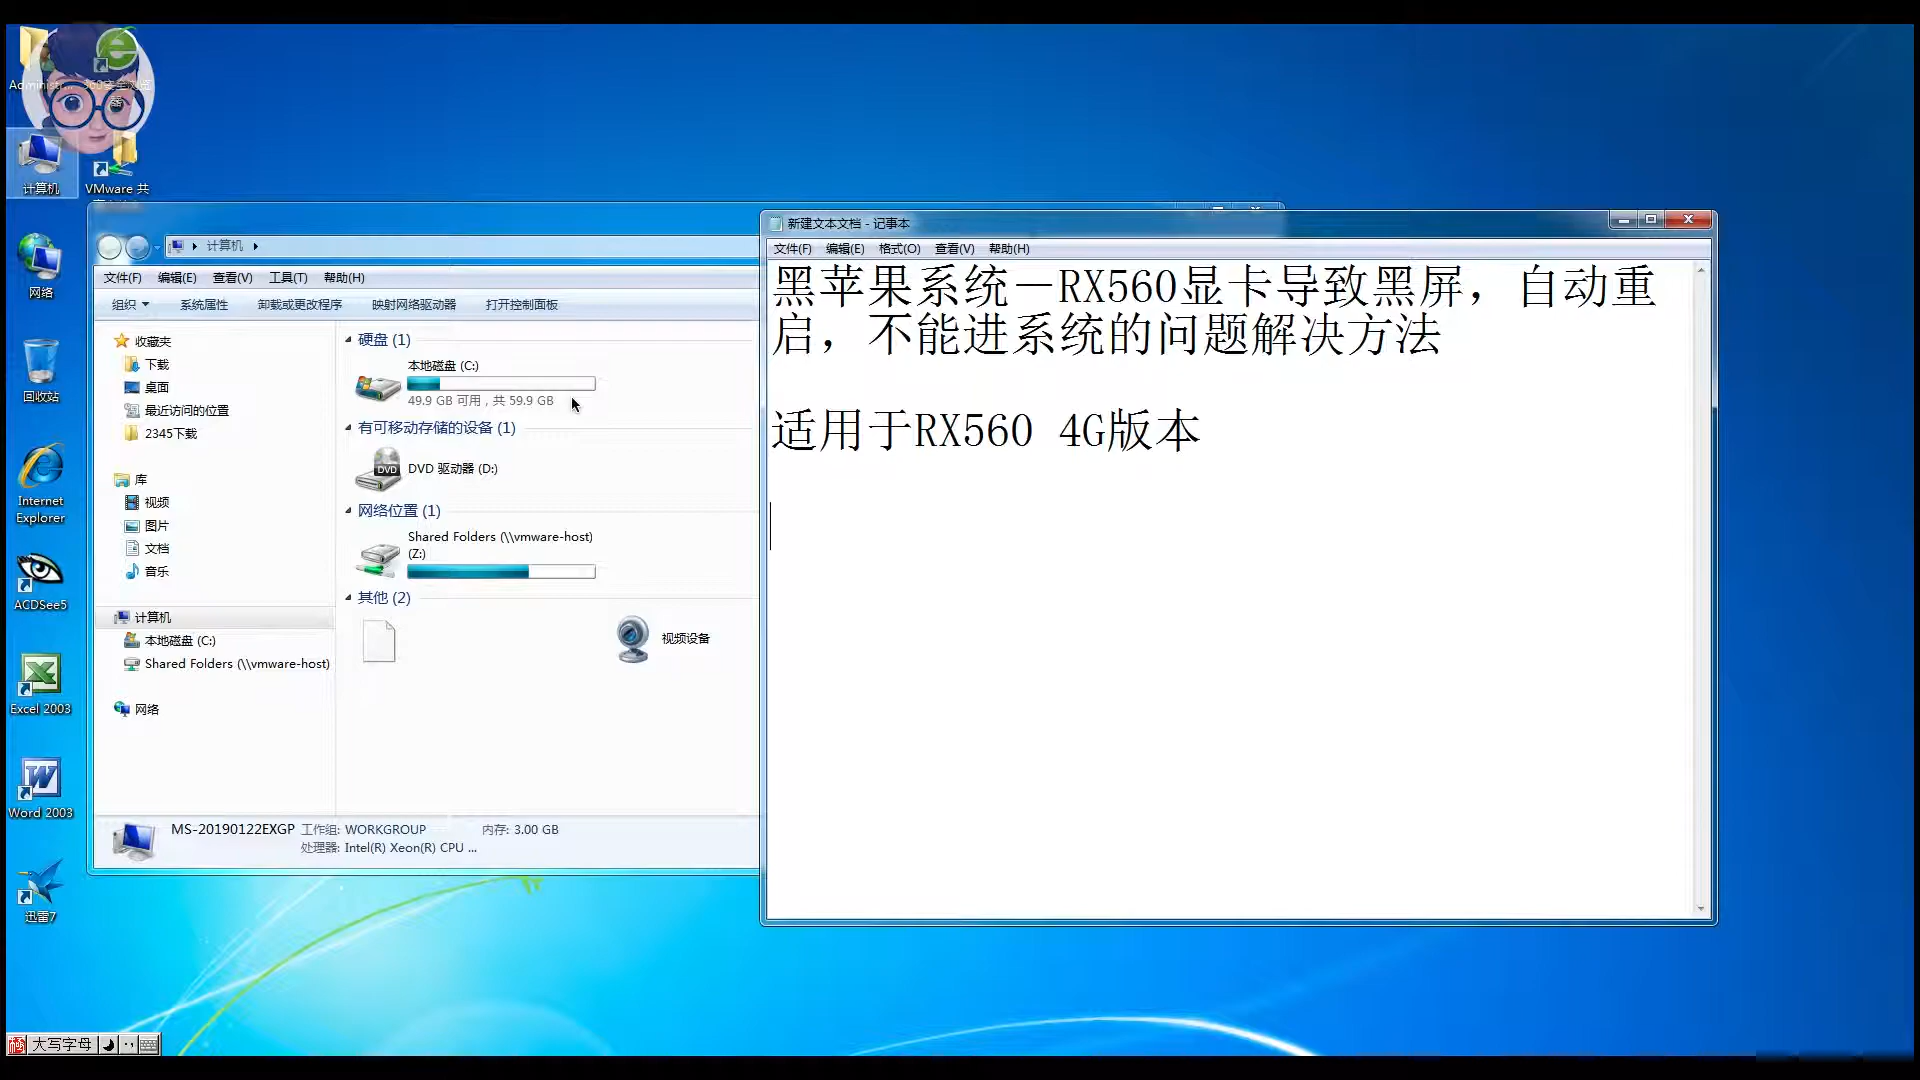 Administr...
360安全浏览
器
计算机
VMware 共
网络
回收站
Internet
Explorer
ACDSee5
Excel 2003
Word 2003
迅雷7
计算机
文件(F) 编辑(E) 查看(V) 工具(T) 帮助(H)
组织 系统属性 卸载或更改程序 映射网络驱动器 打开控制面板
收藏夹
下载
桌面
最近访问的位置
2345下载
库
视频
图片
文档
音乐
计算机
本地磁盘 (C:)
Shared Folders (\\vmware-host)
网络
硬盘 (1)
本地磁盘 (C:)
49.9 GB 可用，共 59.9 GB
有可移动存储的设备 (1)
DVD
DVD 驱动器 (D:)
网络位置 (1)
Shared Folders (\\vmware-host)
(Z:)
其他 (2)
视频设备
MS-20190122EXGP 工作组: WORKGROUP 内存: 3.00 GB
处理器: Intel(R) Xeon(R) CPU ...
新建文本文档 - 记事本
文件(F) 编辑(E) 格式(O) 查看(V) 帮助(H)
黑苹果系统－RX560显卡导致黑屏，自动重
启，不能进系统的问题解决方法
适用于RX560 4G版本
大写字母